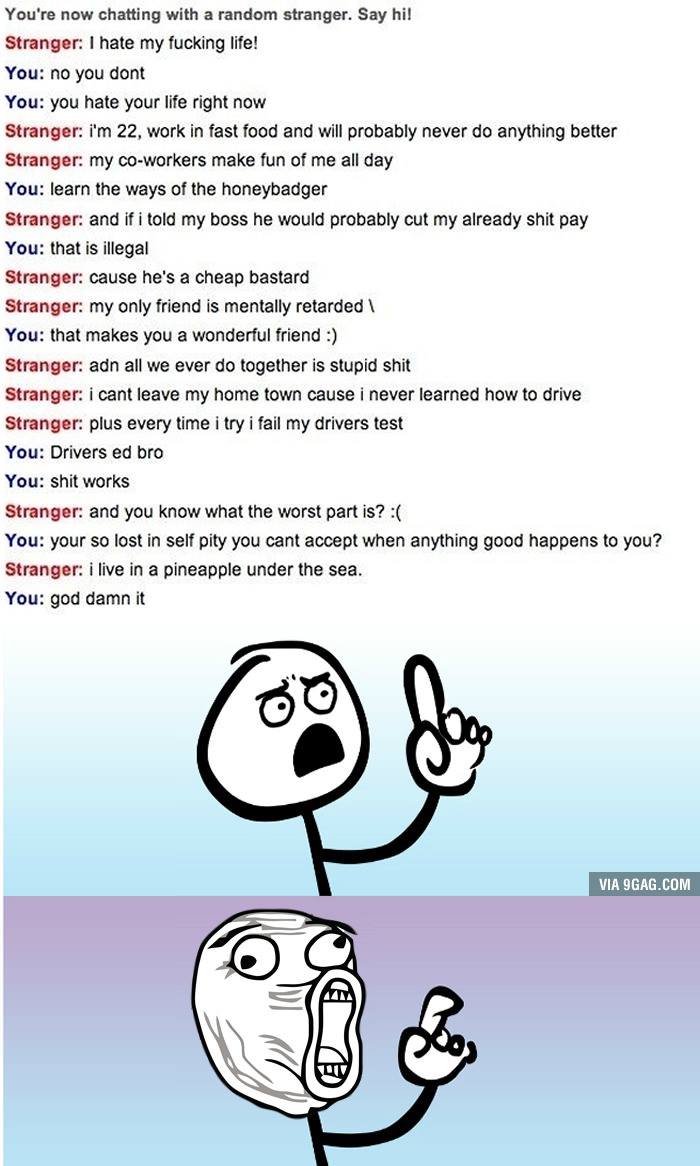 You're now chatting with a random stranger. Say hi!
Stranger: I hate my fucking life!
You: no you dont
You: you hate your life right now
Stranger: i'm 22, work in fast food and will probably never do anything better
Stranger: my co-workers make fun of me all day
You: learn the ways of the honeybadger
Stranger: and if i told my boss he would probably cut my already shit pay
You: that is illegal
Stranger: cause he's a cheap bastard
Stranger: my only friend is mentally retarded \
You: that makes you a wonderful friend :)
Stranger: adn all we ever do together is stupid shit
Stranger: i cant leave my home town cause i never learned how to drive
Stranger: plus every time i try i fail my drivers test
You: Drivers ed bro
You: shit works
Stranger: and you know what the worst part is? :(
You: your so lost in self pity you cant accept when anything good happens to you?
Stranger: i live in a pineapple under the sea.
You: god damn it
VIA 9GAG.COM